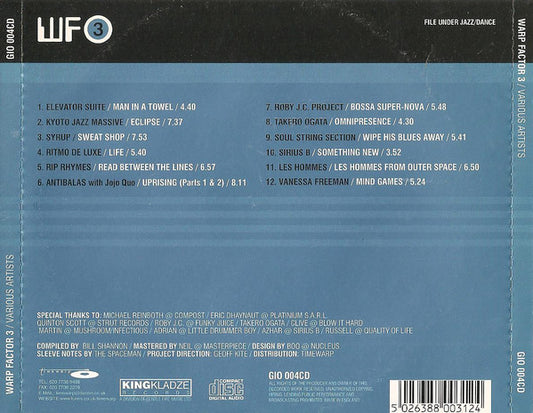 GIO 004CD
WF 3
FILE UNDER JAZZ/DANCE
WARP FACTOR 3 / VARIOUS ARTISTS
1. ELEVATOR SUITE / MAN IN A TOWEL / 4.40
2. KYOTO JAZZ MASSIVE / ECLIPSE / 7.37
3. SYRUP / SWEAT SHOP / 7.53
4. RITMO DE LUXE / LIFE / 5.40
5. RIP RHYMES / READ BETWEEN THE LINES / 6.57
6. ANTIBALAS with Jojo Quo / UPRISING (Parts 1 & 2) / 8.11
7. ROBY J.C. PROJECT / BOSSA SUPER-NOVA / 5.48
8. TAKERO OGATA / OMNIPRESENCE / 4.30
9. SOUL STRING SECTION / WIPE HIS BLUES AWAY / 5.41
10. SIRIUS B / SOMETHING NEW / 3.52
11. LES HOMMES / LES HOMMES FROM OUTER SPACE / 6.50
12. VANESSA FREEMAN / MIND GAMES / 5.24
SPECIAL THANKS TO: MICHAEL REINBOTH @ COMPOST / ERIC DHAYNAUT @ PLATINIUM S.A.R.L.
QUINTON SCOTT @ STRUT RECORDS / ROBY J.C. @ FUNKY JUICE / TAKERO OGATA / CLIVE @ BLOW IT HARD
MARTIN @ MUSHROOM/INFECTIOUS / ADRIAN @ LITTLE DRUMMER BOY / AZHAR @ SIRIUS B / RUSSELL @ QUALITY OF LIFE
COMPILED BY: BILL SHANNON / MASTERED BY NEIL @ MASTERPIECE / DESIGN BY BOO @ NUCLEUS
SLEEVE NOTES BY THE SPACEMAN / PROJECT DIRECTION: GEOFF KITE / DISTRIBUTION: TIMEWARP
WARP FACTOR 3 / VARIOUS ARTISTS
KINGKLADZE
RECORDS
COMPACT
disc
DIGITAL AUDIO
GIO 004CD
5 026388 003124
GIO 004CD